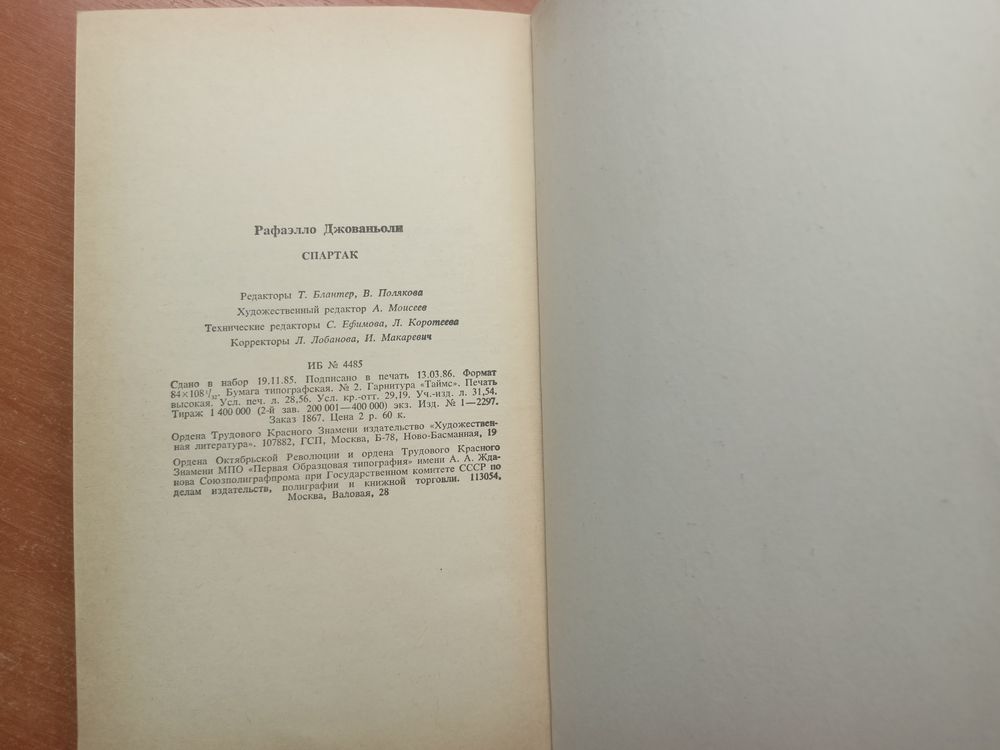 Рафаэлло Джованьоли
СПАРТАК
Редакторы Т. Блантер, В. Полякова
Художественный редактор А. Моисеев
Технические редакторы С. Ефимова, Л. Коротеева
Корректоры Л. Лобанова, И. Макаревич
ИБ № 4485
Сдано в набор 19.11.85. Подписано в печать 13.03.86. Формат
84×108 1/32. Бумага типографская. № 2. Гарнитура «Таймс». Печать
высокая. Усл. печ. л. 28,56. Усл. кр.-отт. 29,19. Уч.-изд. л. 31,54.
Тираж 1 400 000 (2-й зав. 200 001—400 000) экз. Изд. № 1—2297.
Заказ 1867. Цена 2 р. 60 к.
Ордена Трудового Красного Знамени издательство «Художествен-
ная литература». 107882, ГСП, Москва, Б-78, Ново-Басманная, 19
Ордена Октябрьской Революции и ордена Трудового Красного
Знамени МПО «Первая Образцовая типография» имени А. А. Жда-
нова Союзполиграфпрома при Государственном комитете СССР по
делам издательств, полиграфии и книжной торговли. 113054,
Москва, Валовая, 28